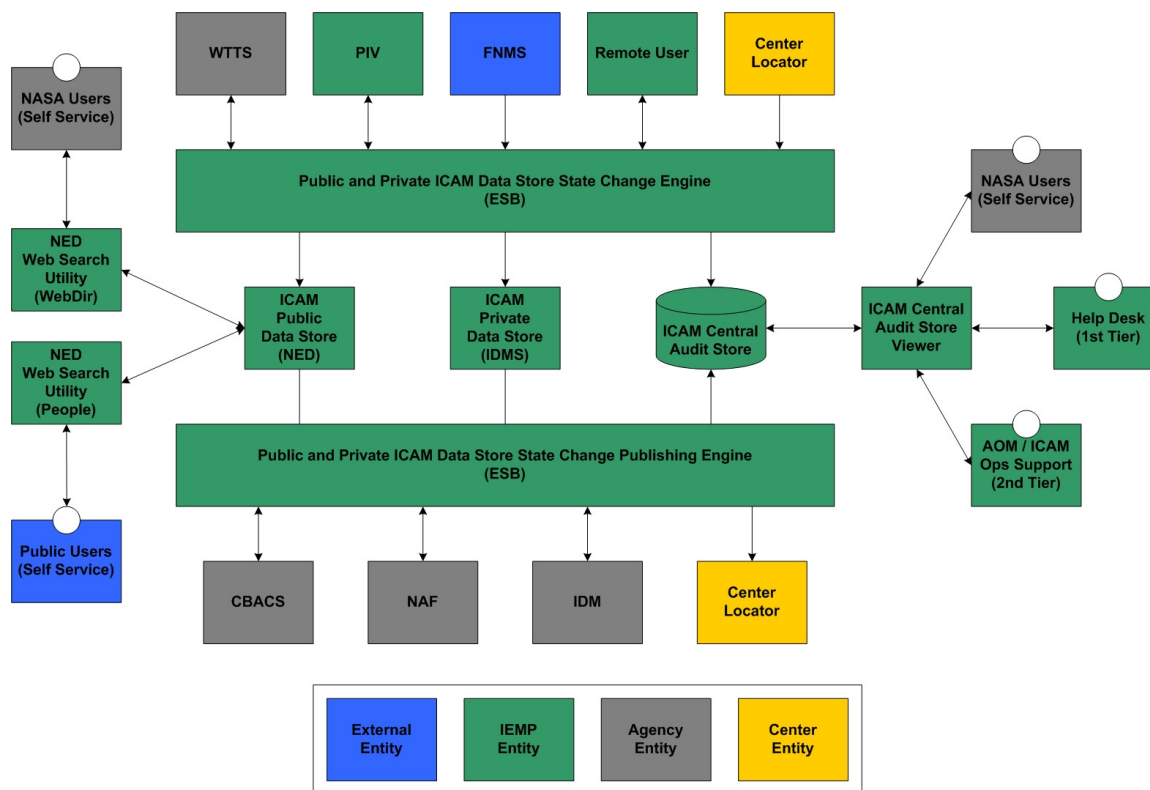 WTTS
PIV
FNMS
Remote User
Center
Locator
NASA Users
(Self Service)
Public and Private ICAM Data Store State Change Engine
(ESB)
NASA Users
(Self Service)
NED
Web Search
Utility
(WebDir)
ICAM
Public
Data Store
(NED)
ICAM
Private
Data Store
(IDMS)
ICAM Central
Audit Store
ICAM Central
Audit Store
Viewer
Help Desk
(1st Tier)
NED
Web Search
Utility
(People)
Public and Private ICAM Data Store State Change Publishing Engine
(ESB)
AOM / ICAM
Ops Support
(2nd Tier)
Public Users
(Self Service)
CBACS
NAF
IDM
Center
Locator
External
Entity
IEMP
Entity
Agency
Entity
Center
Entity